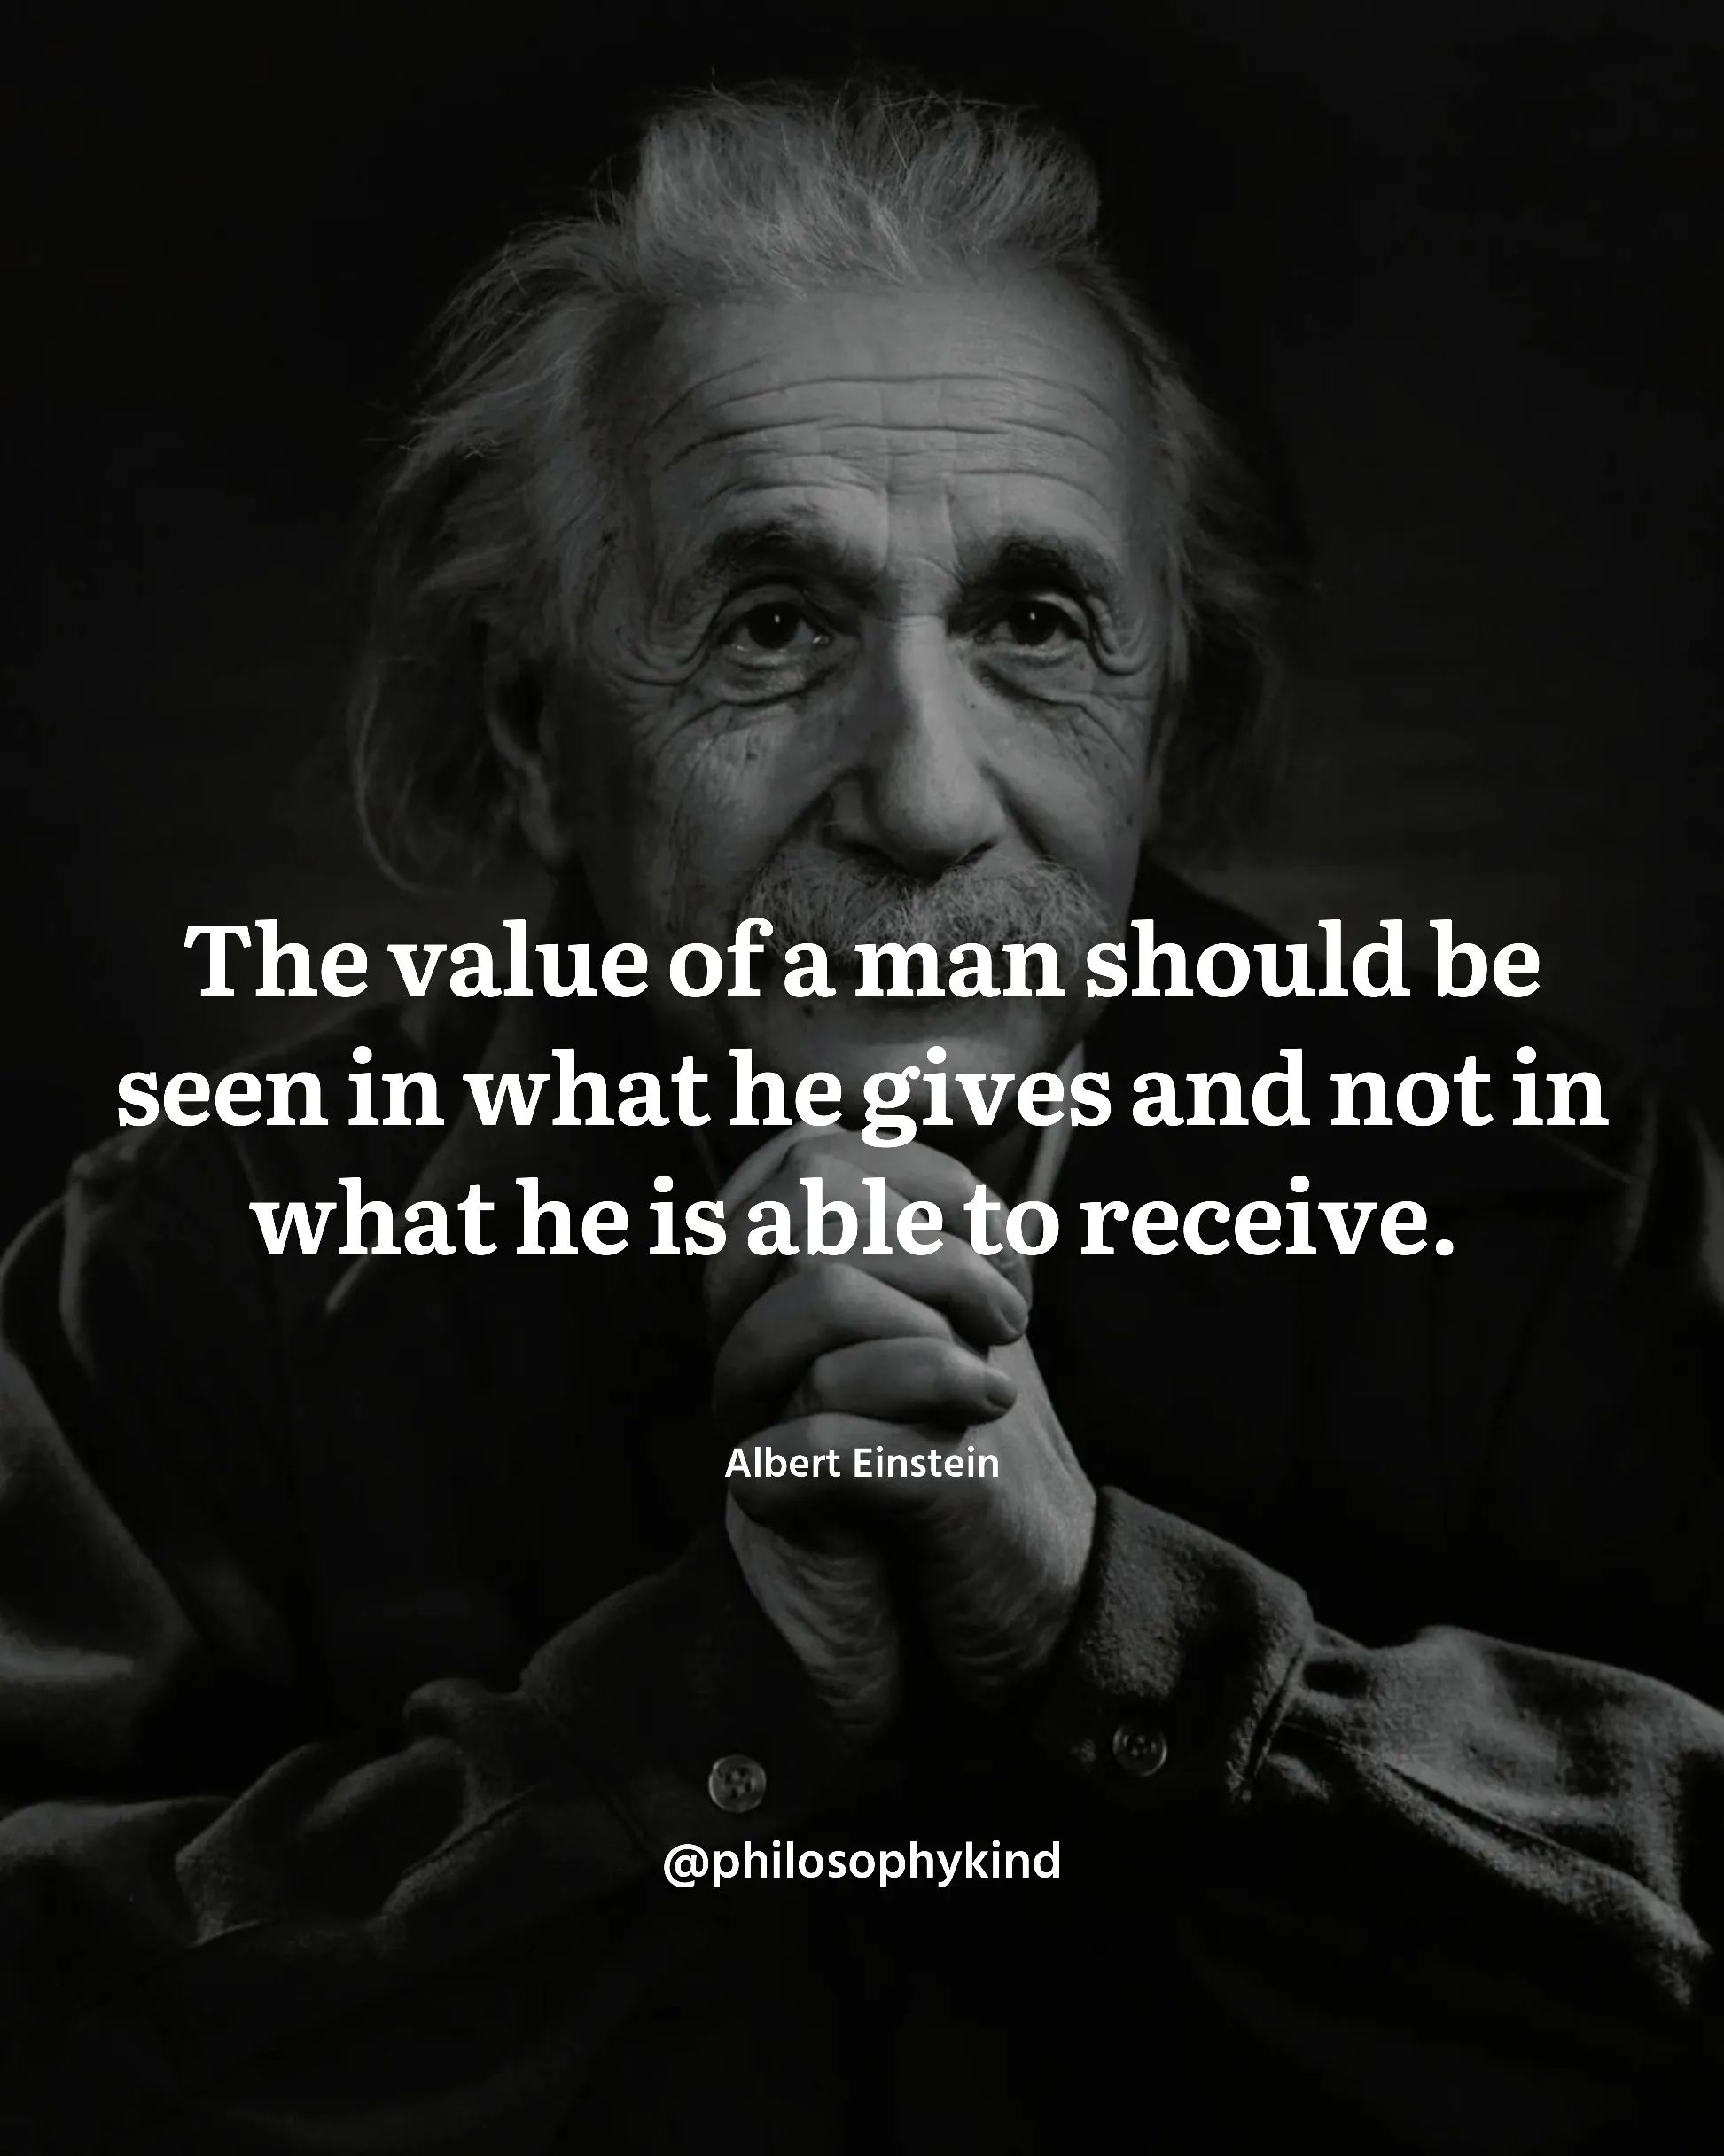 The value of a man should be
seen in what he gives and not in
what he is able to receive.
Albert Einstein
@philosophykind